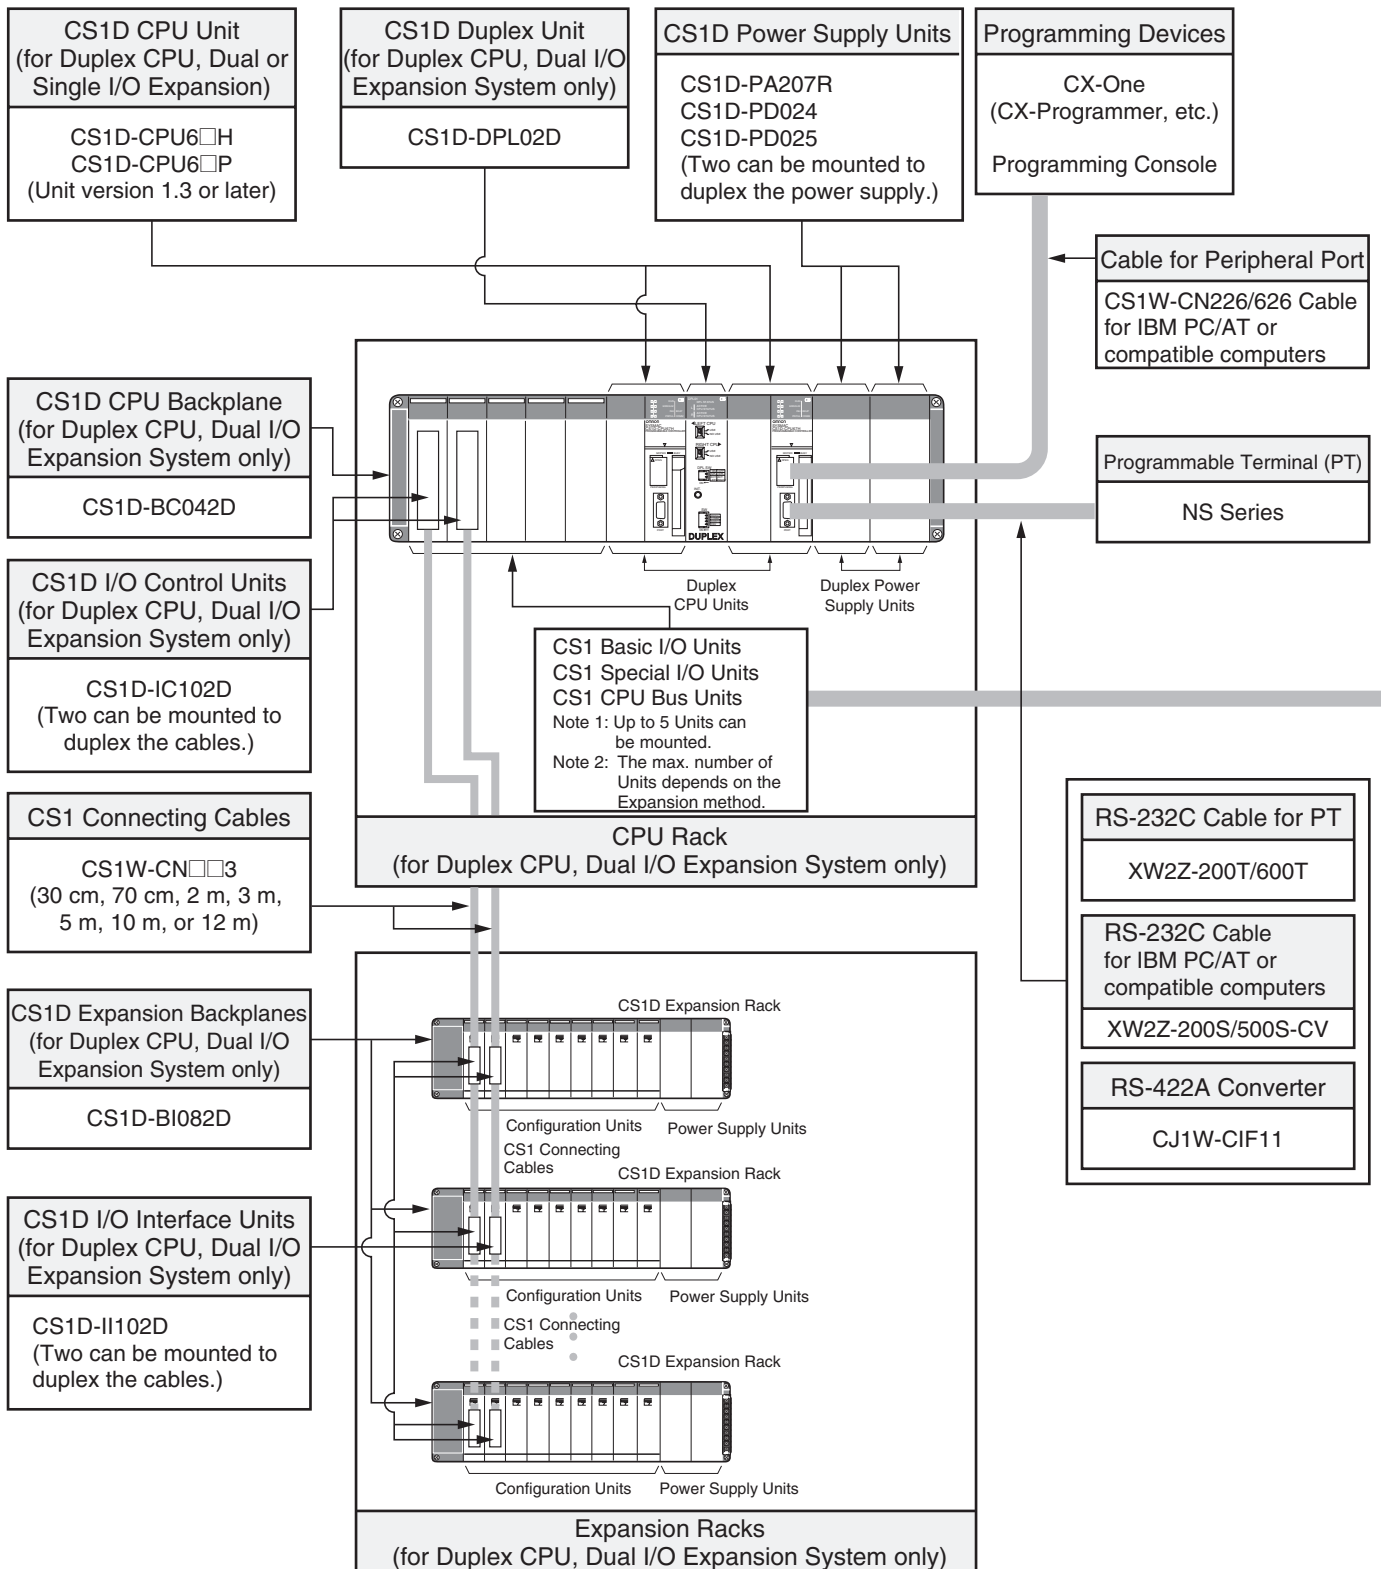 CS1D CPU Unit
(for Duplex CPU, Dual or
Single I/O Expansion)
CS1D-CPU6□H
CS1D-CPU6□P
(Unit version 1.3 or later)
CS1D Duplex Unit
(for Duplex CPU, Dual I/O
Expansion System only)
CS1D-DPL02D
CS1D Power Supply Units
CS1D-PA207R
CS1D-PD024
CS1D-PD025
(Two can be mounted to
duplex the power supply.)
Programming Devices
CX-One
(CX-Programmer, etc.)
Programming Console
Cable for Peripheral Port
CS1W-CN226/626 Cable
for IBM PC/AT or
compatible computers
CS1D CPU Backplane
(for Duplex CPU, Dual I/O
Expansion System only)
CS1D-BC042D
LEFT CPU
RIGHT CPU
DPL SW
DUPLEX
Programmable Terminal (PT)
NS Series
CS1D I/O Control Units
(for Duplex CPU, Dual I/O
Expansion System only)
CS1D-IC102D
(Two can be mounted to
duplex the cables.)
Duplex
CPU Units
Duplex Power
Supply Units
CS1 Basic I/O Units
CS1 Special I/O Units
CS1 CPU Bus Units
Note 1: Up to 5 Units can
be mounted.
Note 2: The max. number of
Units depends on the
Expansion method.
CPU Rack
(for Duplex CPU, Dual I/O Expansion System only)
CS1 Connecting Cables
CS1W-CN□□3
(30 cm, 70 cm, 2 m, 3 m,
5 m, 10 m, or 12 m)
RS-232C Cable for PT
XW2Z-200T/600T
RS-232C Cable
for IBM PC/AT or
compatible computers
XW2Z-200S/500S-CV
RS-422A Converter
CJ1W-CIF11
CS1D Expansion Backplanes
(for Duplex CPU, Dual I/O
Expansion System only)
CS1D-BI082D
CS1D I/O Interface Units
(for Duplex CPU, Dual I/O
Expansion System only)
CS1D-II102D
(Two can be mounted to
duplex the cables.)
CS1D Expansion Rack
Configuration Units
Power Supply Units
CS1 Connecting
Cables
CS1D Expansion Rack
Configuration Units
Power Supply Units
CS1 Connecting
Cables
CS1D Expansion Rack
Configuration Units
Power Supply Units
Expansion Racks
(for Duplex CPU, Dual I/O Expansion System only)